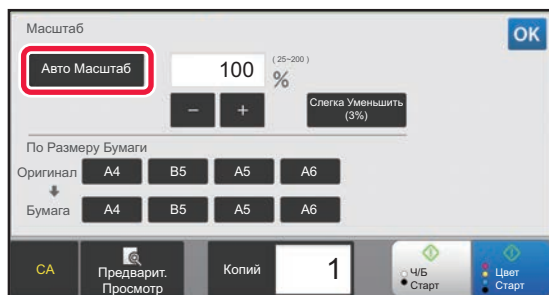 Масштаб
OK
Авто Масштаб
100
( 25~200 )
%
−
+
Слегка Уменьшить
(3%)
По Размеру Бумаги
Оригинал
A4
B5
A5
A6
Бумага
A4
B5
A5
A6
CA
Предварит.
Просмотр
Копий
1
Ч/Б
Старт
Цвет
Старт